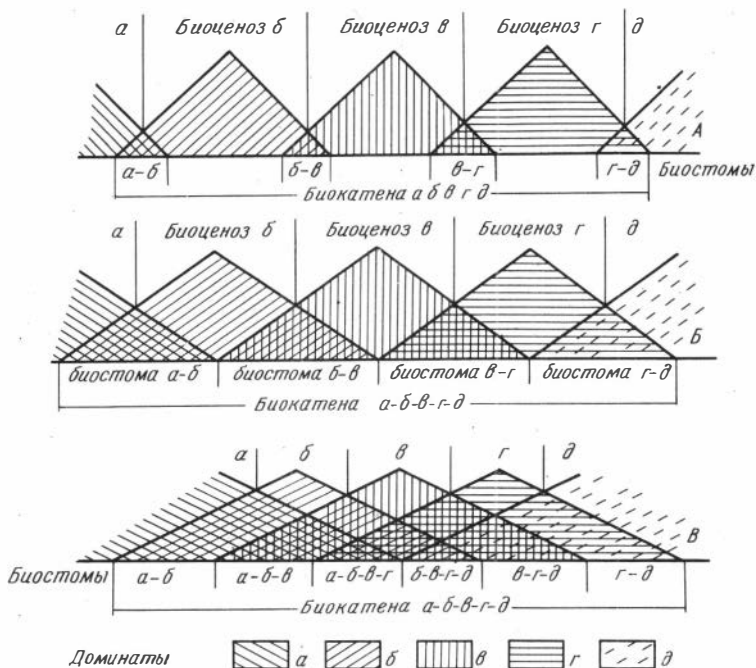 а Биоценоз б Биоценоз в Биоценоз г д
А
а-б б-в в-г г-д Биостомы
Биокатена а б в г д
а Биоценоз б Биоценоз в Биоценоз г д
Б
биостома а-б биостома б-в биостома в-г биостома г-д
Биокатена а-б-в-г-д
а б в г д
В
Биостомы а-б а-б-в а-б-в-г б-в-г-д в-г-д г-д
Биокатена а-б-в-г-д
Доминаты а б в г д